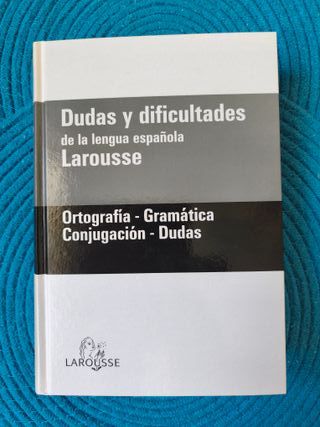 Dudas y dificultades
de la lengua española
Larousse
Ortografía - Gramática
Conjugación - Dudas
LAROUSSE